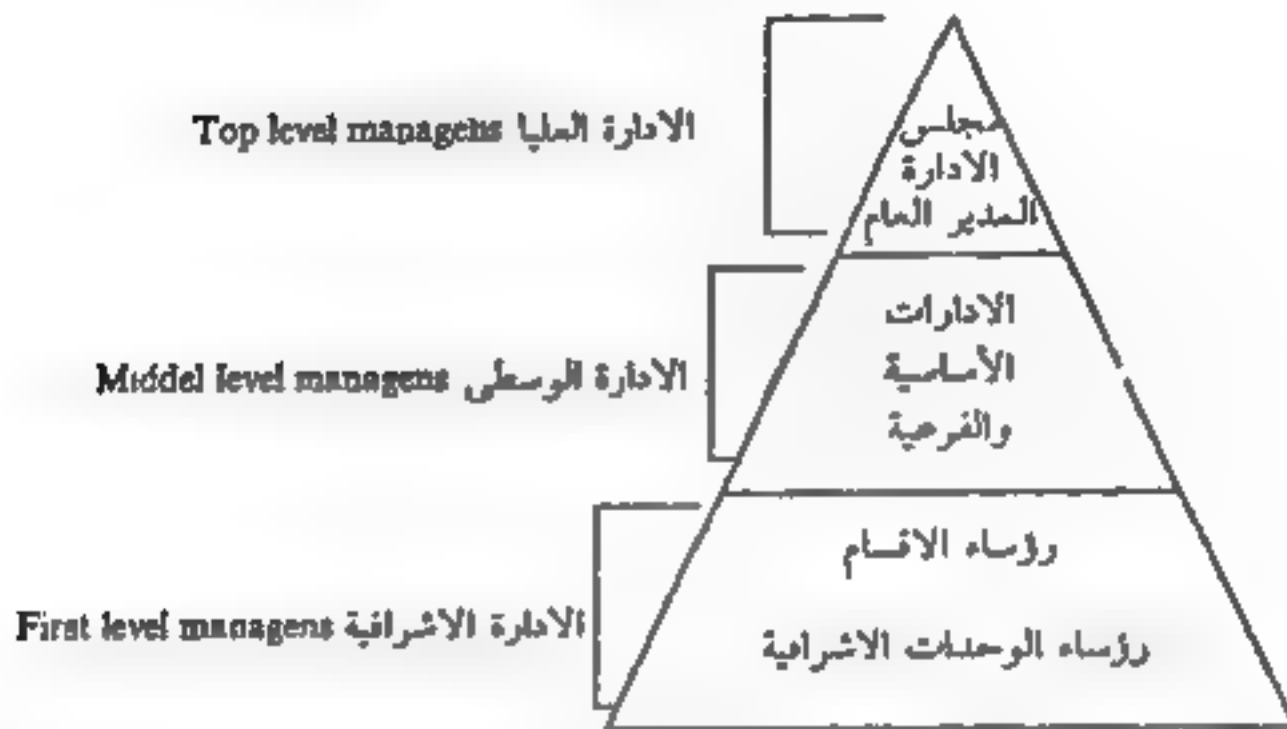 Top level managens الادارة العليا
مجلس
الادارة
المدير العام
Middel level managens الادارة الوسطى
الادارات
الأساسية
والفرعية
First level managens الادارة الاشرافية
رؤساء الاقسام
رؤساء الوحدات الاشرافية